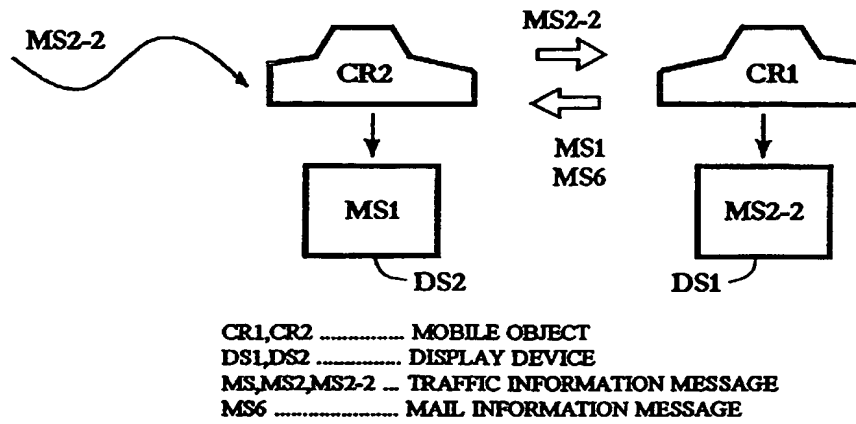 MS2-2
CR2
MS2-2
CR1
MS1
MS6
MS1
MS2-2
DS2
DS1
CR1,CR2 ................ MOBILE OBJECT
DS1,DS2 ................ DISPLAY DEVICE
MS,MS2,MS2-2 ... TRAFFIC INFORMATION MESSAGE
MS6 ...................... MAIL INFORMATION MESSAGE